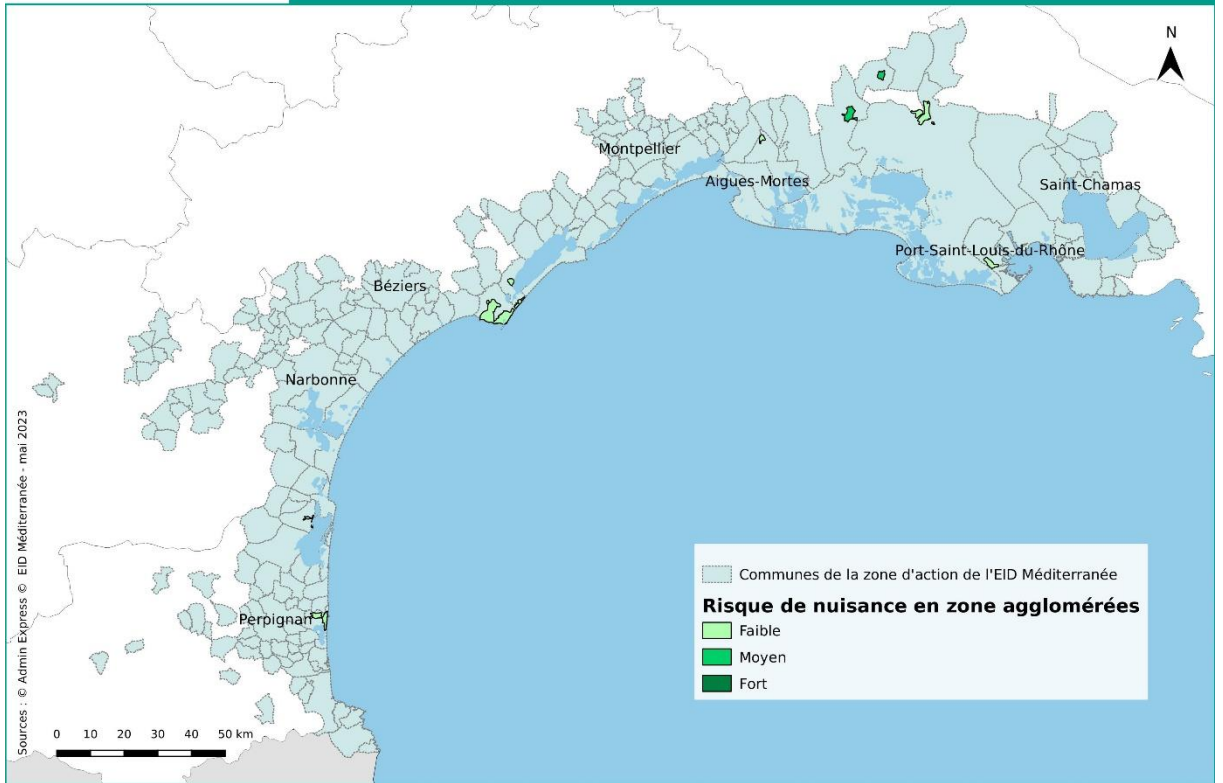 N
Montpellier
Aigues-Mortes
Saint-Chamas
Port-Saint-Louis-du-Rhône
Béziers
Narbonne
Perpignan
Communes de la zone d'action de l'EID Méditerranée
Risque de nuisance en zone agglomérées
Faible
Moyen
Fort
0 10 20 30 40 50 km
Sources : © Admin Express © EID Méditerranée - mai 2023